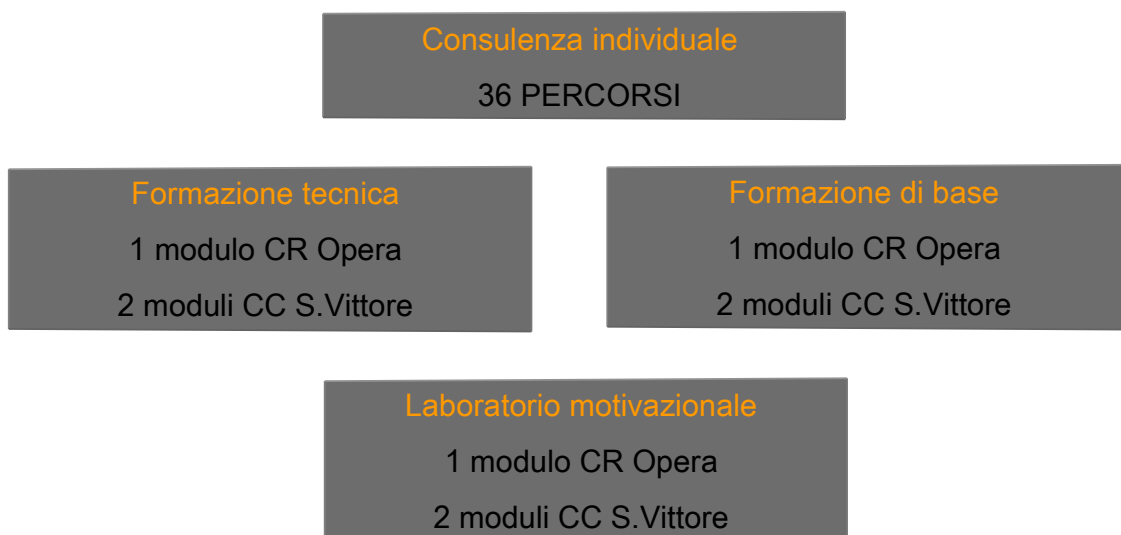 Consulenza individuale
36 PERCORSI
Formazione tecnica
1 modulo CR Opera
2 moduli CC S.Vittore
Formazione di base
1 modulo CR Opera
2 moduli CC S.Vittore
Laboratorio motivazionale
1 modulo CR Opera
2 moduli CC S.Vittore